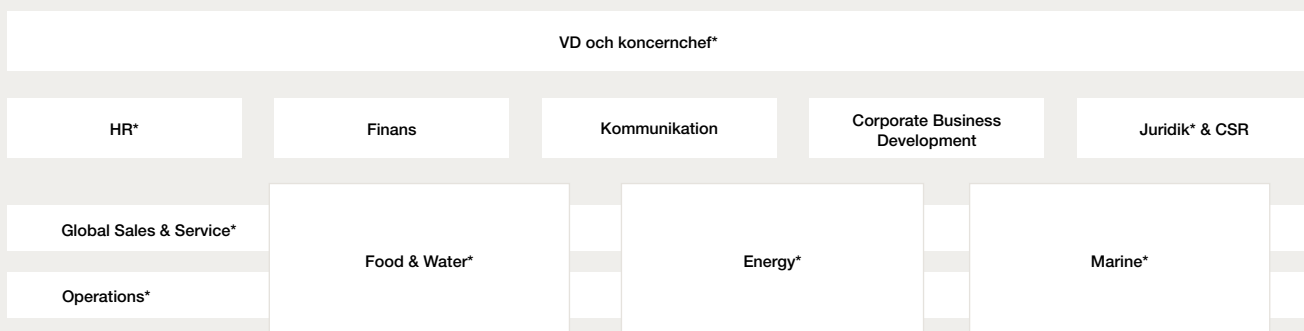 VD och koncernchef*
HR*
Finans
Kommunikation
Corporate Business
Development
Juridik* & CSR
Global Sales & Service*
Food & Water*
Energy*
Marine*
Operations*